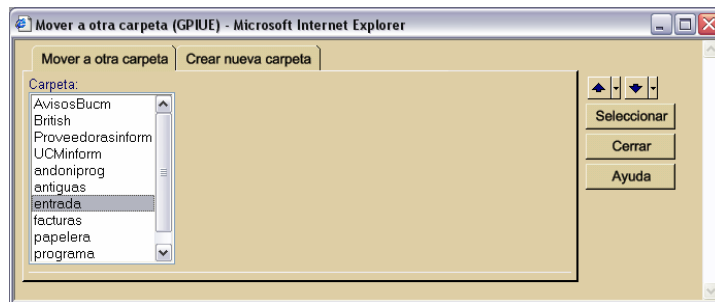 Mover a otra carpeta (GPIUE) - Microsoft Internet Explorer
Mover a otra carpeta
Crear nueva carpeta
Carpeta:
AvisosBucm
British
Proveedorasinform
UCMinform
andoniprog
antiguas
entrada
facturas
papelera
programa
Seleccionar
Cerrar
Ayuda